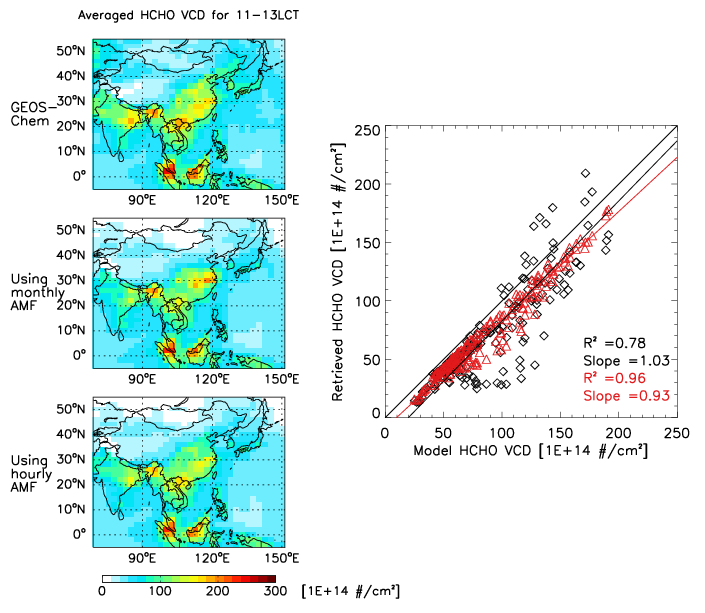 Averaged HCHO VCD for 11-13LCT
50°N
40°N
30°N
20°N
10°N
0°
GEOS-
Chem
90°E 120°E 150°E
50°N
40°N
30°N
20°N
10°N
0°
Using
monthly
AMF
90°E 120°E 150°E
50°N
40°N
30°N
20°N
10°N
0°
Using
hourly
AMF
90°E 120°E 150°E
0 100 200 300 [1E+14 #/cm²]
Retrieved HCHO VCD [1E+14 #/cm²]
250
200
150
100
50
0
R² =0.78
Slope =1.03
R² =0.96
Slope =0.93
0 50 100 150 200 250
Model HCHO VCD [1E+14 #/cm²]